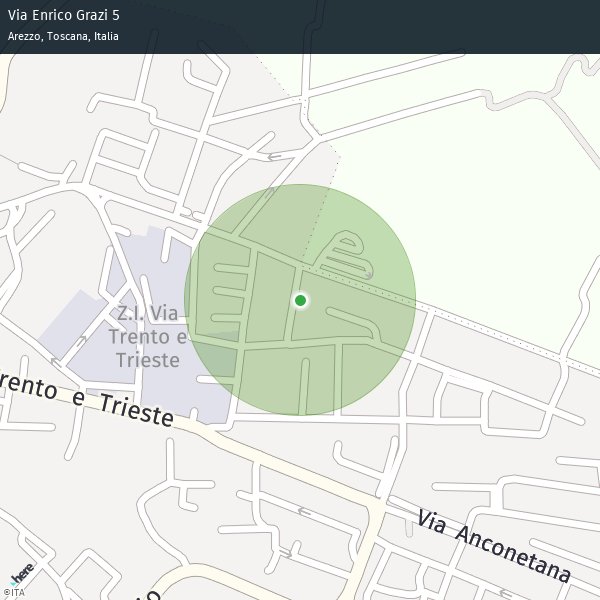 Via Enrico Grazi 5
Arezzo, Toscana, Italia
Z.I. Via
Trento e
Trieste
rento e Trieste
Via Anconetana
here
©ITA